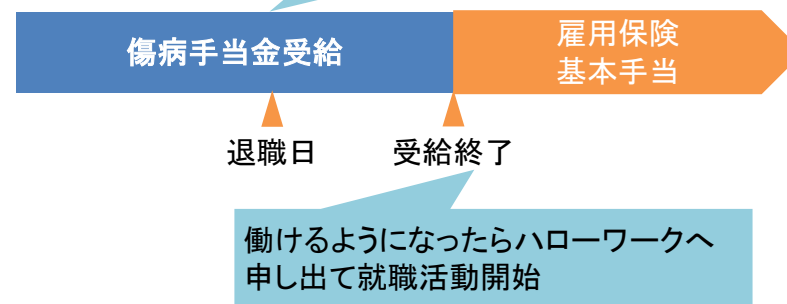 傷病手当金受給
雇用保険
基本手当
退職日
受給終了
働けるようになったらハローワークへ
申し出て就職活動開始